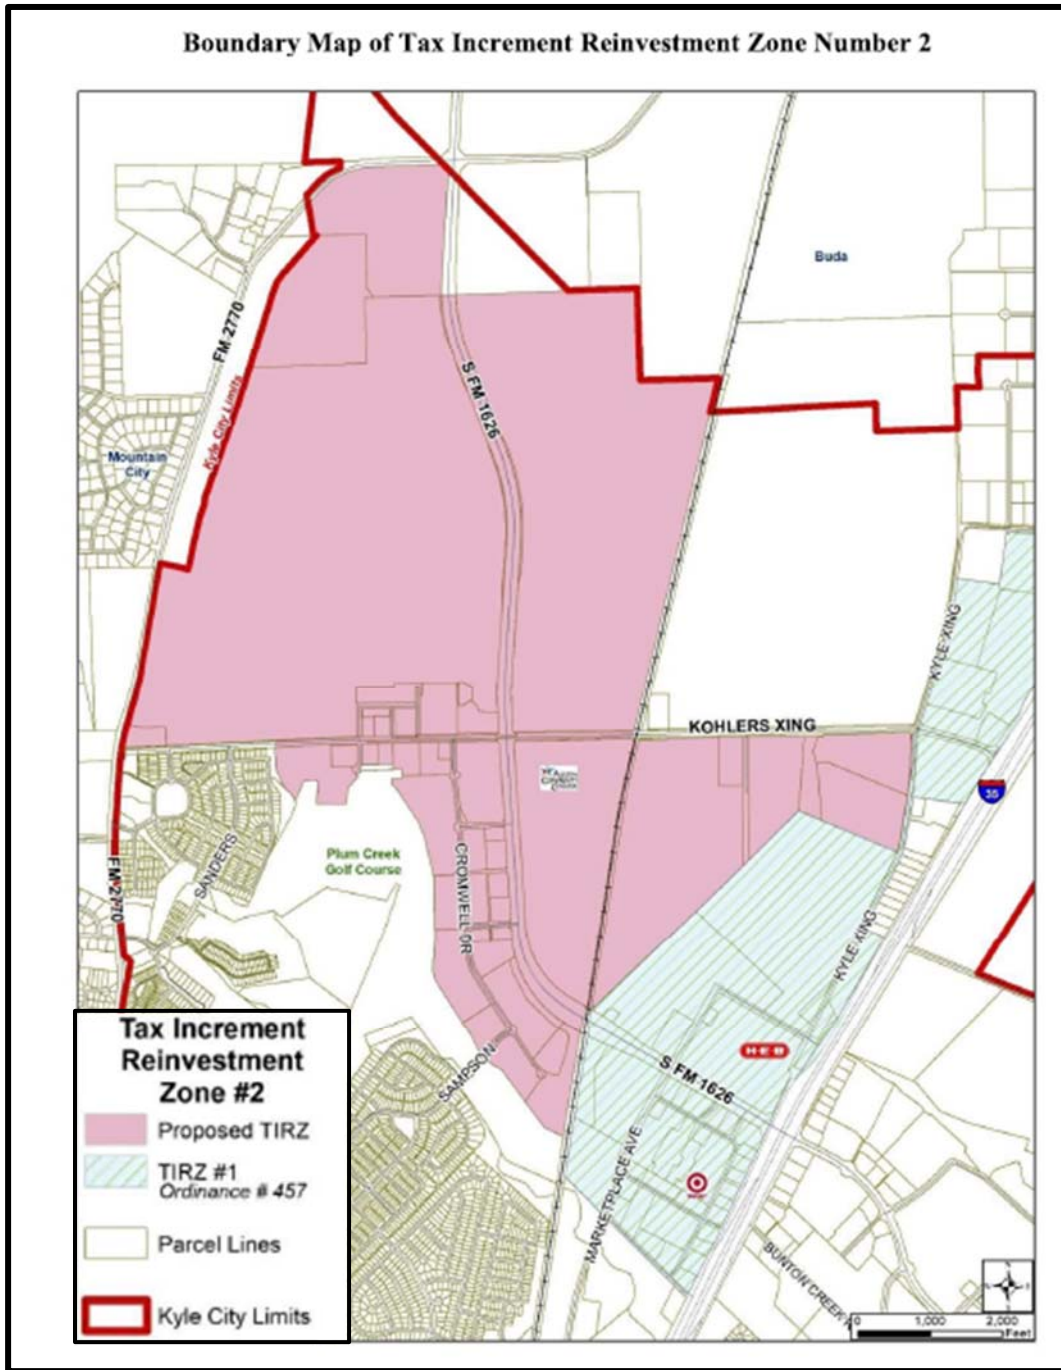 Boundary Map of Tax Increment Reinvestment Zone Number 2
Buda
FM 2770
Kyle City Limits
S FM 1626
Mountain
City
KYLE XING
KOHLERS XING
35
SANDERS
Plum Creek
Golf Course
CROMWELL DR
FM 2770
KYLE XING
H-E-B
S FM 1626
SAMPSON
MARKETPLACE AVE
BUNTON CREEK
Tax Increment
Reinvestment
Zone #2
Proposed TIRZ
TIRZ #1
Ordinance # 457
Parcel Lines
Kyle City Limits
0 1,000 2,000
Feet